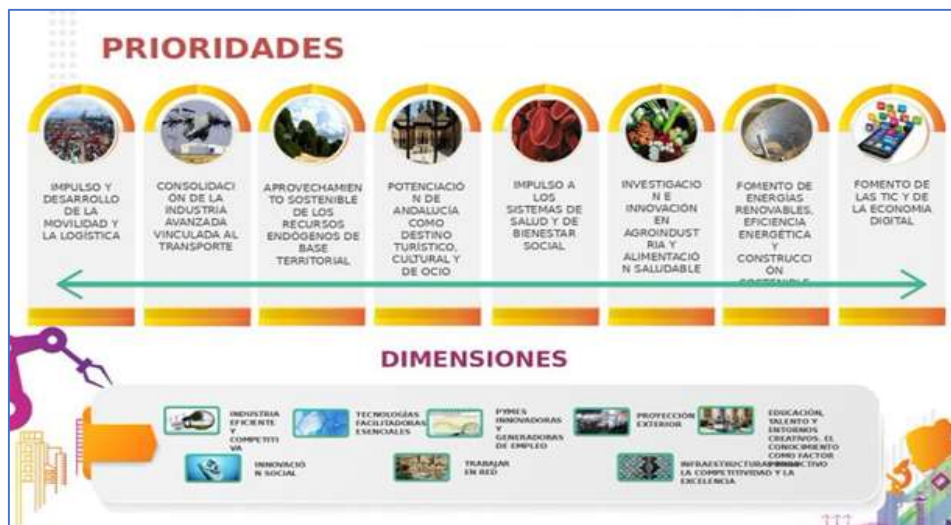 PRIORIDADES
IMPULSO Y
DESARROLLO
DE LA
MOVILIDAD Y
LA LOGÍSTICA
CONSOLIDACI
ÓN DE LA
INDUSTRIA
AVANZADA
VINCULADA AL
TRANSPORTE
APROVECHAMIEN
TO SOSTENIBLE
DE LOS
RECURSOS
ENDÓGENOS DE
BASE
TERRITORIAL
POTENCIACIÓ
N DE
ANDALUCÍA
COMO
DESTINO
TURÍSTICO,
CULTURAL Y
DE OCIO
IMPULSO A
LOS
SISTEMAS DE
SALUD Y DE
BIENESTAR
SOCIAL
INVESTIGACIO
N E
INNOVACIÓN
EN
AGROINDUST
RIA Y
ALIMENTACIÓ
N SALUDABLE
FOMENTO DE
ENERGÍAS
RENOVABLES,
EFICIENCIA
ENERGÉTICA
Y
CONSTRUCCI
ÓN
SOSTENIBLE
FOMENTO DE
LAS TIC Y DE
LA ECONOMIA
DIGITAL
DIMENSIONES
INDUSTRIA
EFICIENTE
Y
COMPETITI
VA
TECNOLOGÍAS
FACILITADORAS
ESENCIALES
PYMES
INNOVADORAS
Y
GENERADORAS
DE EMPLEO
PROYECCIÓN
EXTERIOR
EDUCACIÓN,
TALENTO Y
ENTORNOS
CREATIVOS: EL
CONOCIMIENTO
COMO FACTOR
PRODUCTIVO
INNOVACIÓ
N SOCIAL
TRABAJAR
EN RED
INFRAESTRUCTURAS PARA
LA COMPETITIVIDAD Y LA
EXCELENCIA